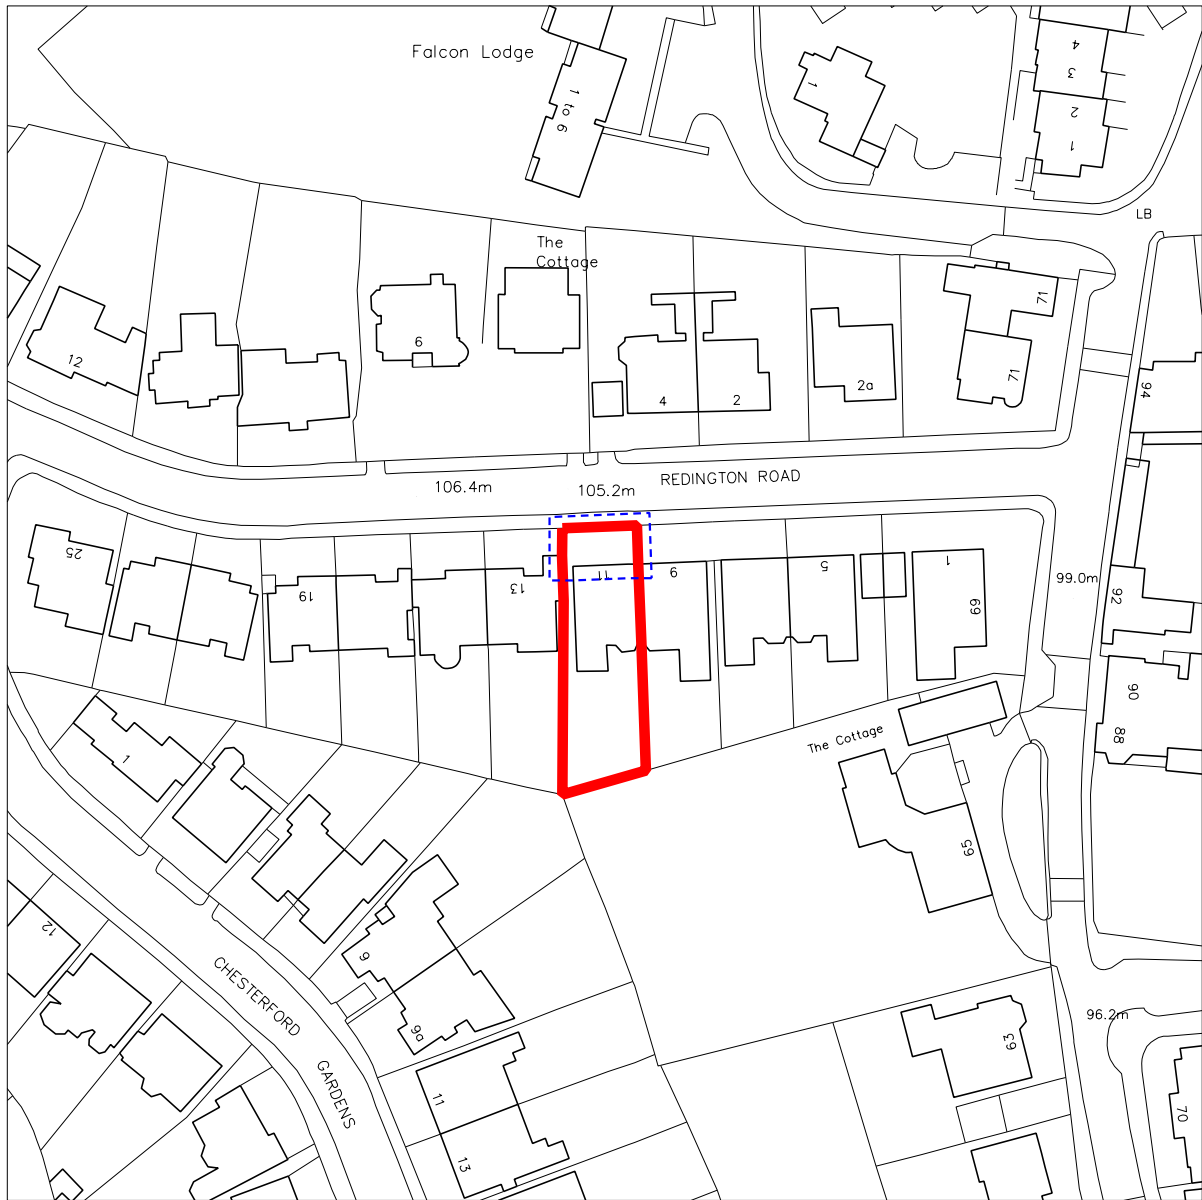 Falcon Lodge
1 to 6
1
4
3
2
1
LB
The
Cottage
12
6
4
2
2a
71
71
94
REDINGTON ROAD
106.4m
105.2m
25
19
13
11
9
5
1
69
99.0m
92
90
88
The Cottage
65
1
9
9a
12
CHESTERFORD
GARDENS
11
13
63
96.2m
70